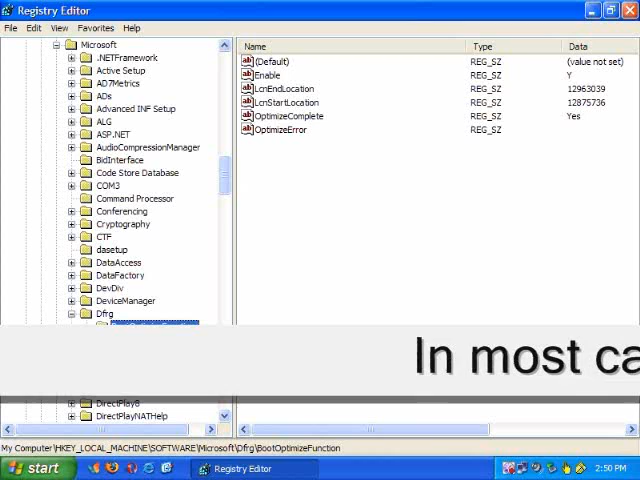 Registry Editor
File Edit View Favorites Help
Microsoft
.NETFramework
Active Setup
AD7Metrics
ADs
Advanced INF Setup
ALG
ASP.NET
AudioCompressionManager
BidInterface
Code Store Database
COM3
Command Processor
Conferencing
Cryptography
CTF
dasetup
DataAccess
DataFactory
DevDiv
DeviceManager
Dfrg
DirectPlay8
DirectPlayNATHelp
Name Type Data
(Default) REG_SZ (value not set)
Enable REG_SZ Y
LcnEndLocation REG_SZ 12963039
LcnStartLocation REG_SZ 12875736
OptimizeComplete REG_SZ Yes
OptimizeError REG_SZ
In most ca
My Computer\HKEY_LOCAL_MACHINE\SOFTWARE\Microsoft\Dfrg\BootOptimizeFunction
start Registry Editor 2:50 PM